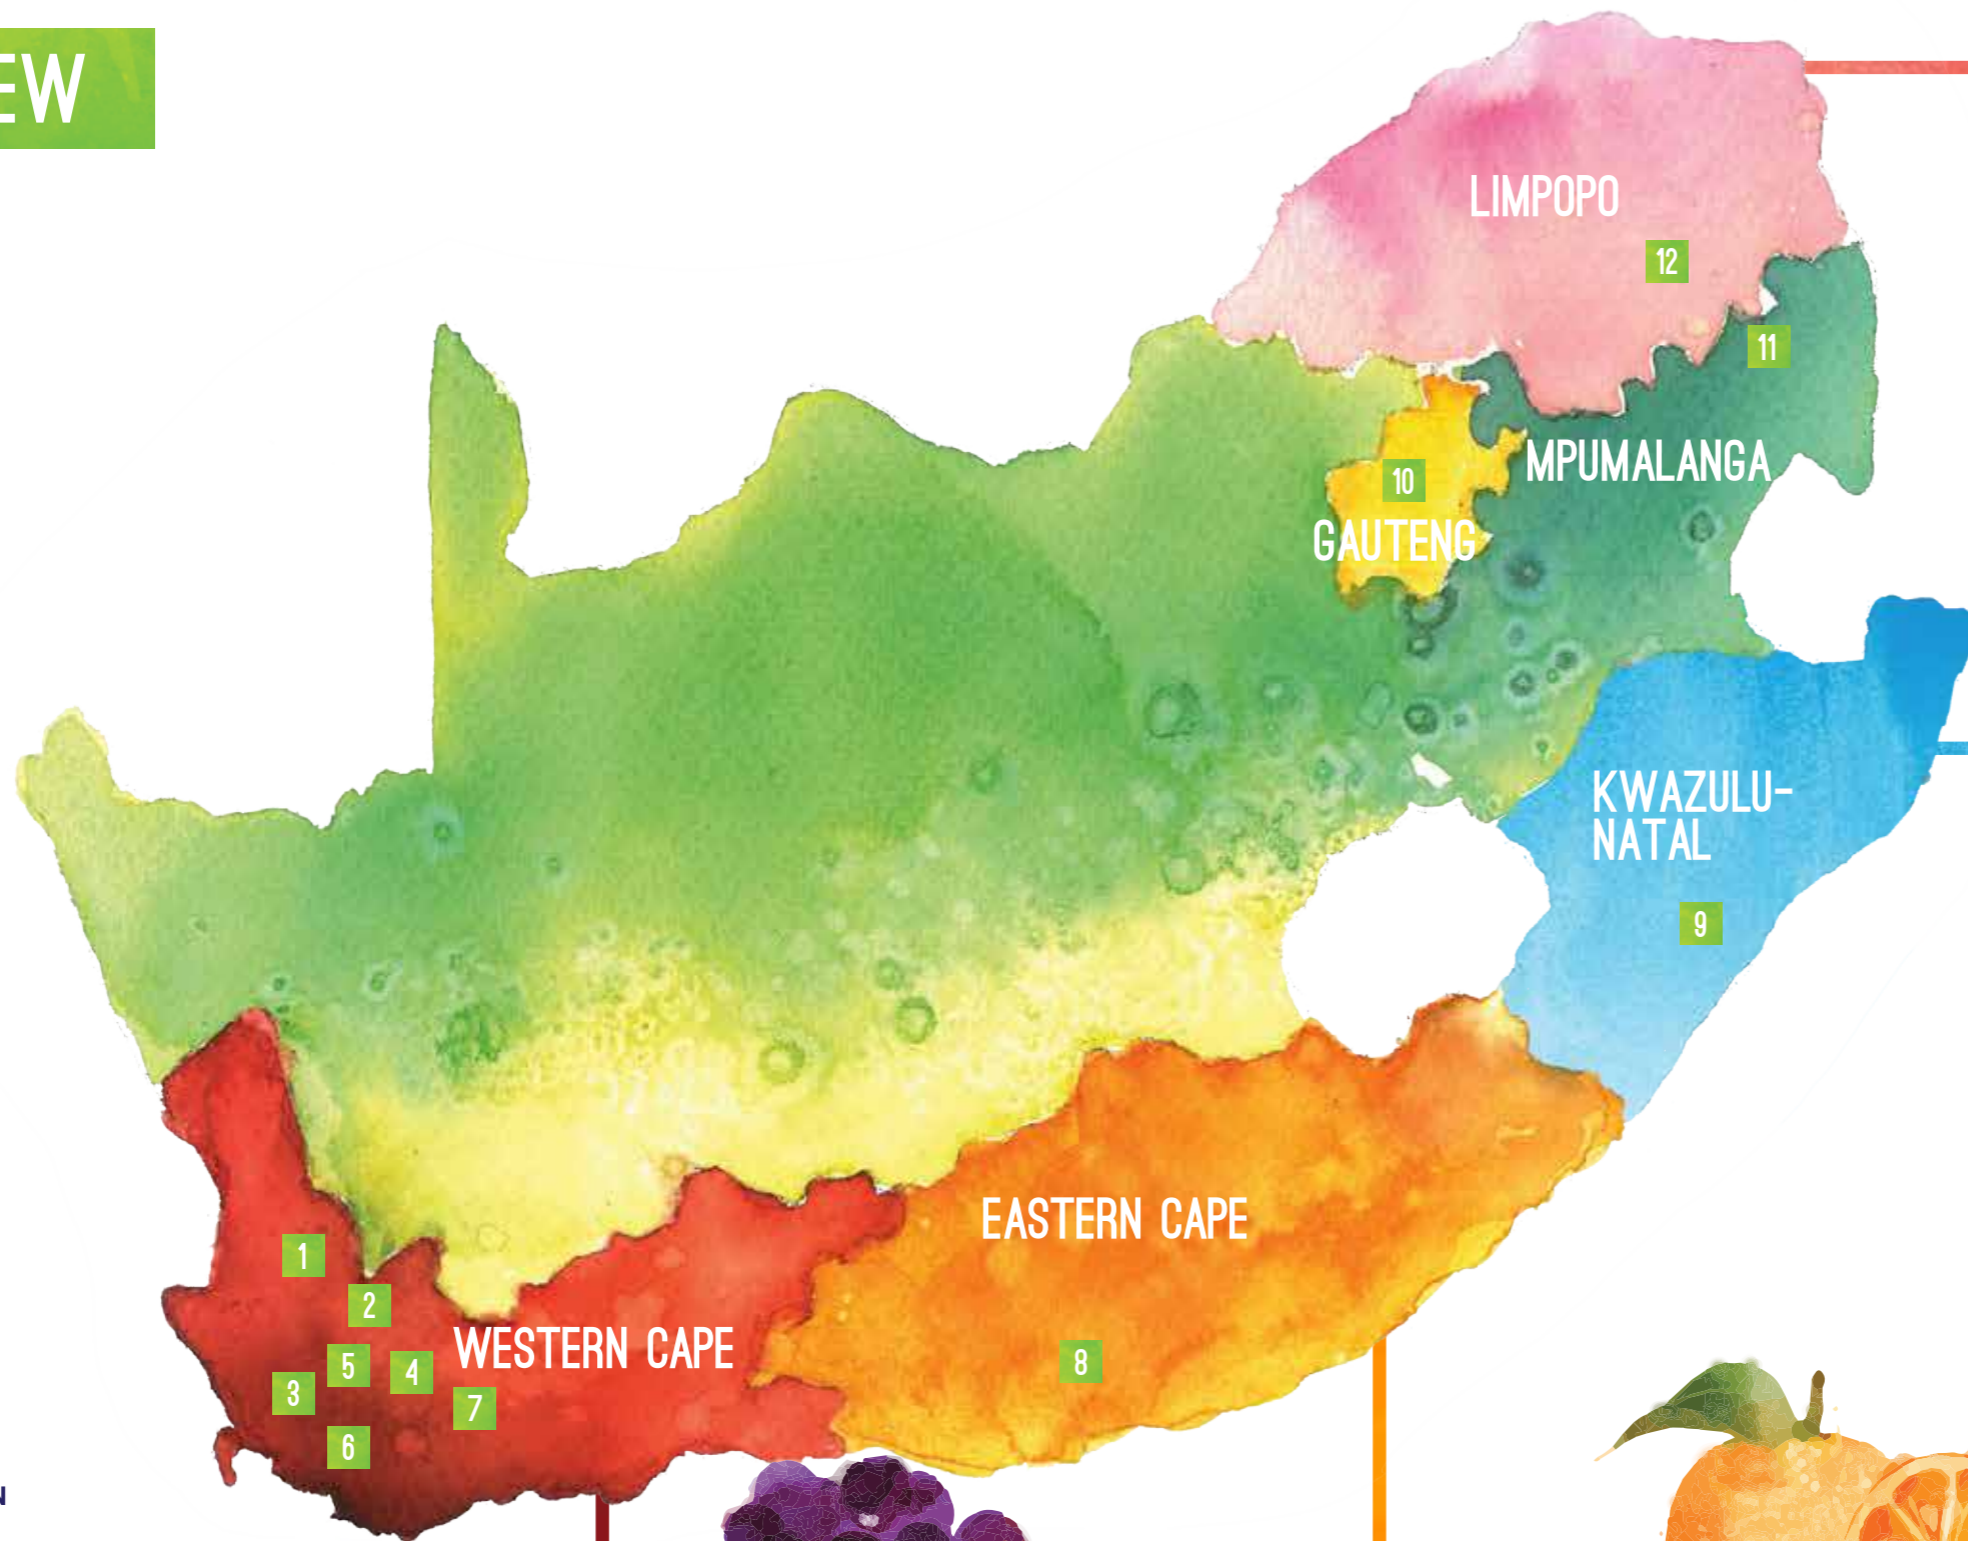 EW
LIMPOPO
12
11
MPUMALANGA
10
GAUTENG
KWAZULU-
NATAL
9
EASTERN CAPE
1
2
WESTERN CAPE
5
4
8
3
7
6
N